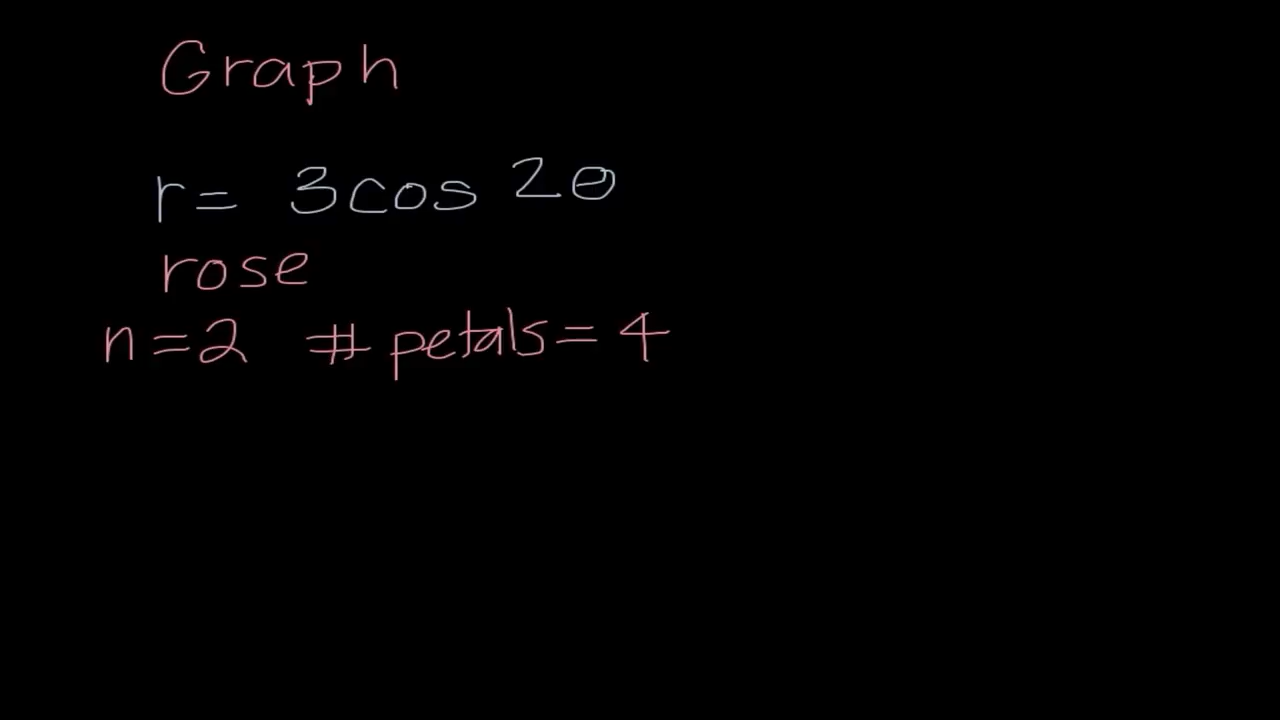 Graph
r = 3cos 2θ
rose
n = 2 # petals = 4